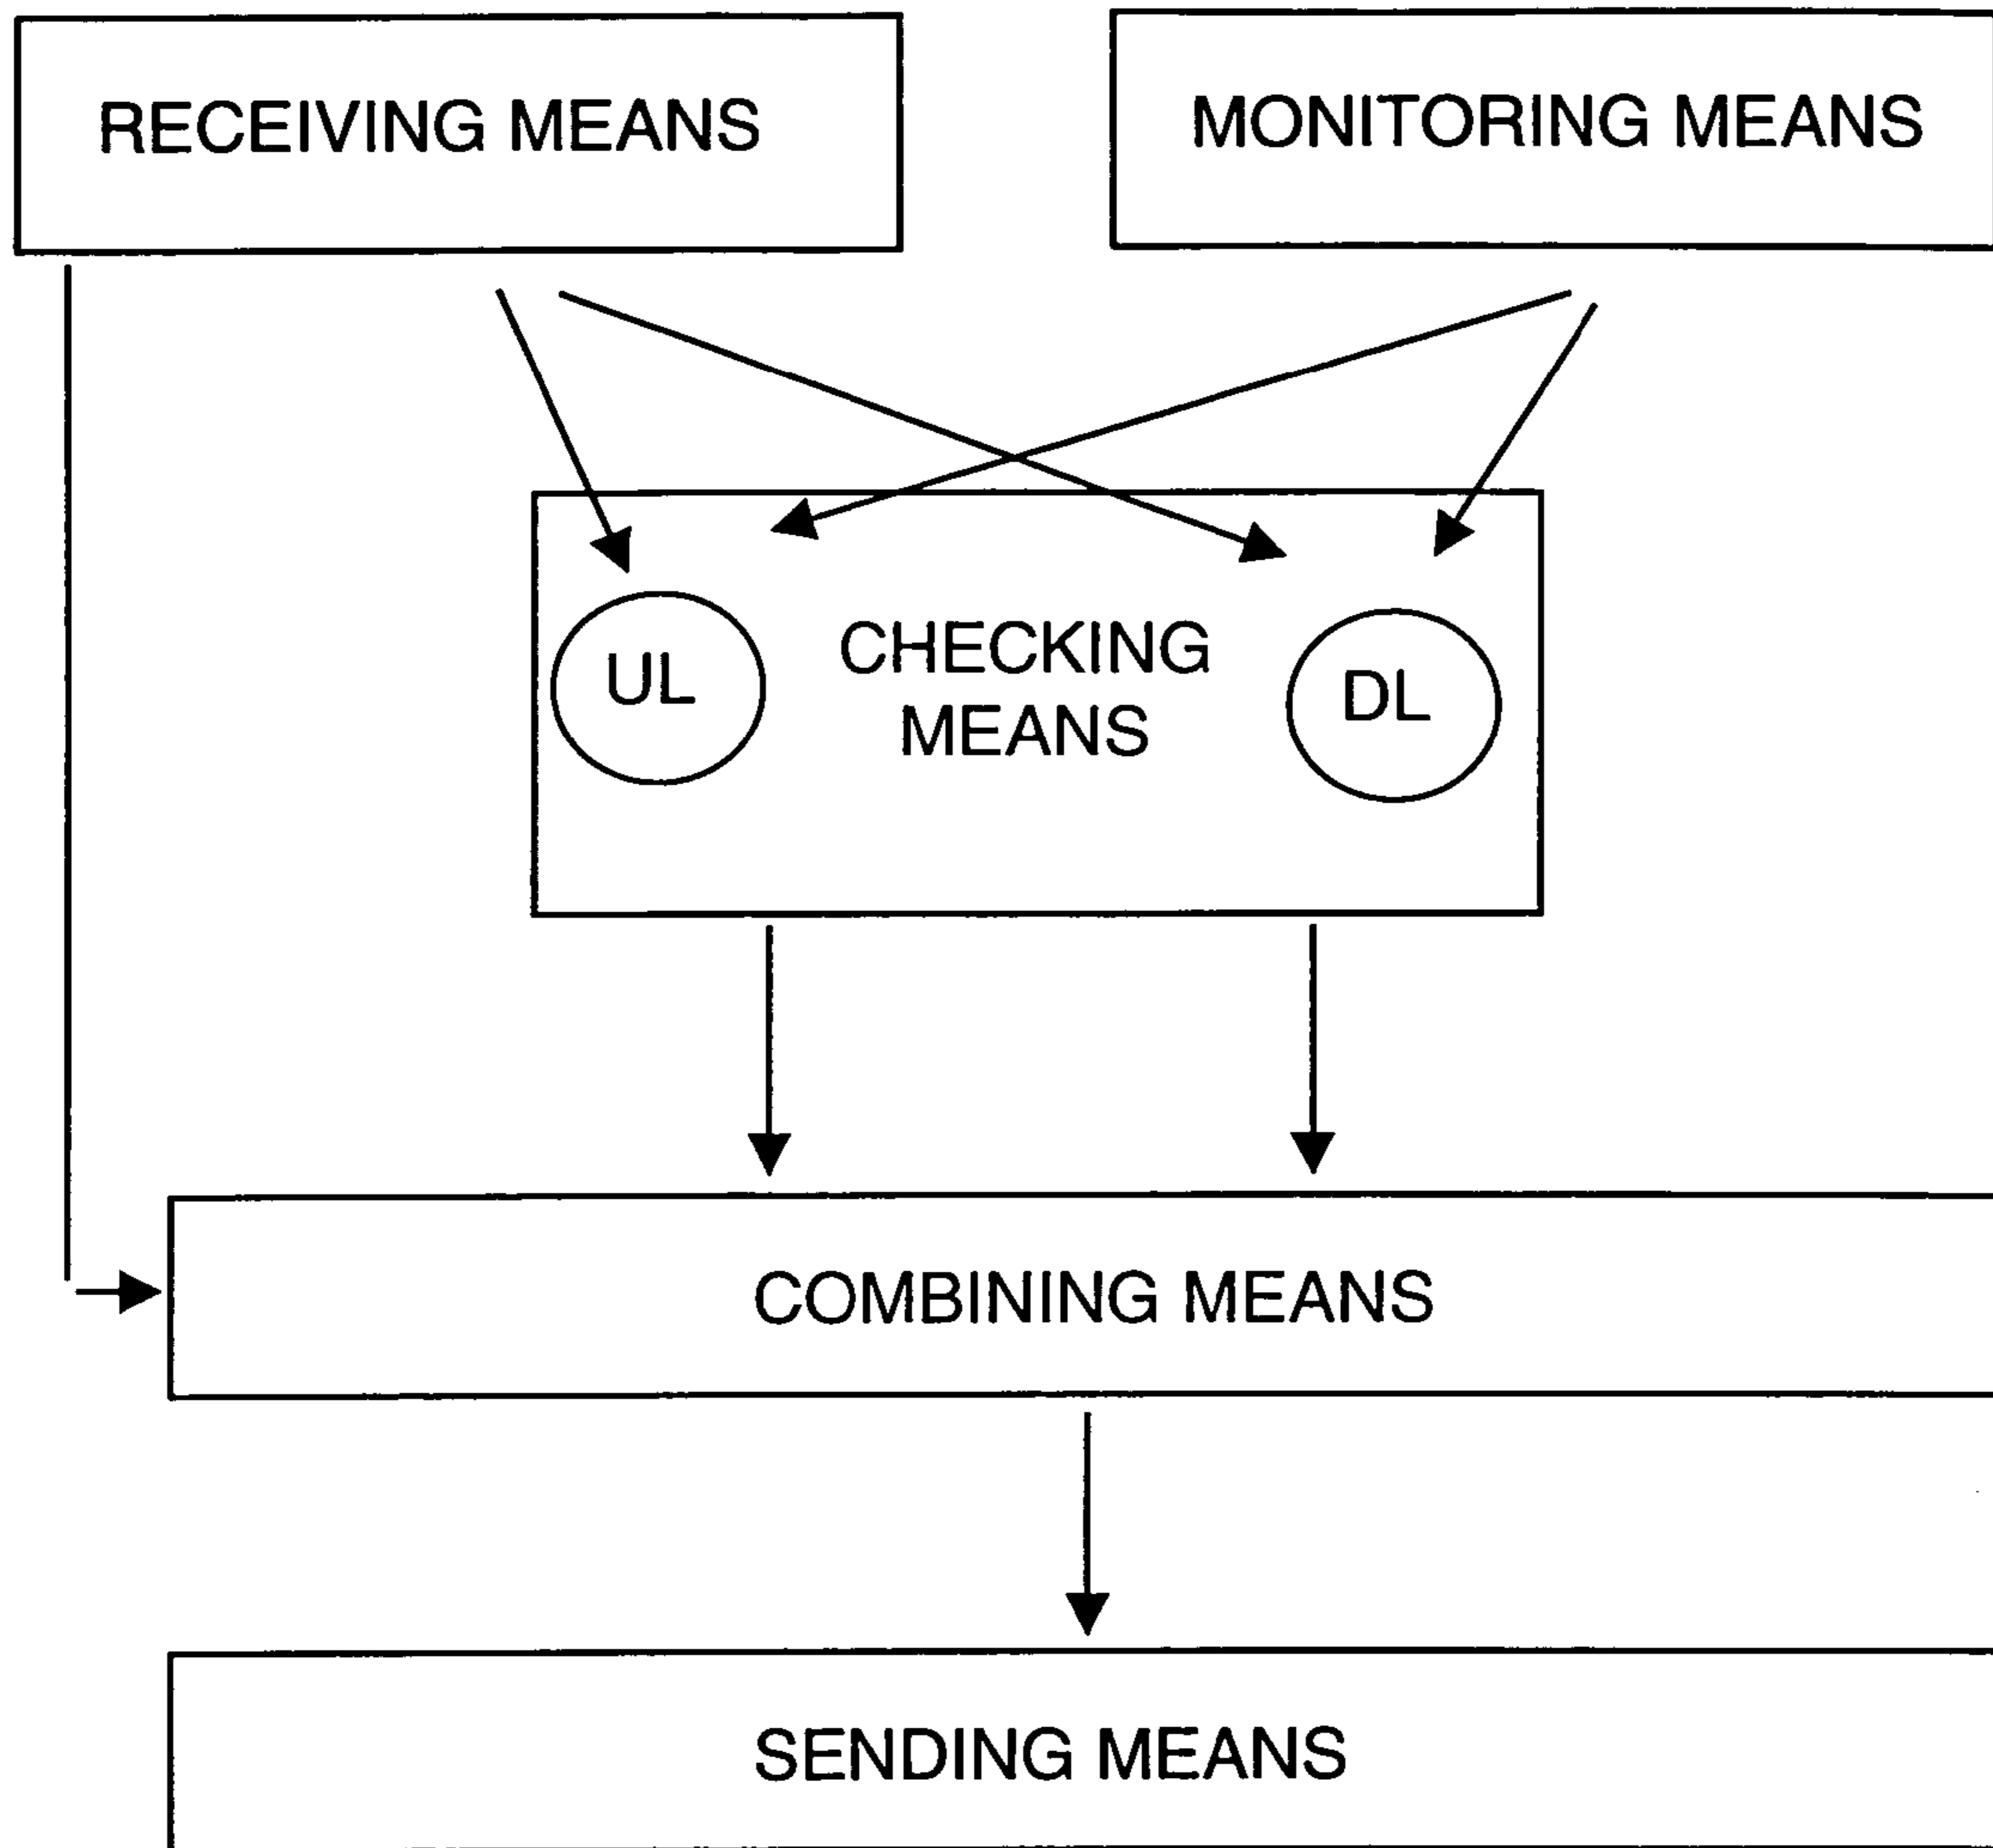 RECEIVING MEANS
MONITORING MEANS
CHECKING
MEANS
UL
DL
COMBINING MEANS
SENDING MEANS